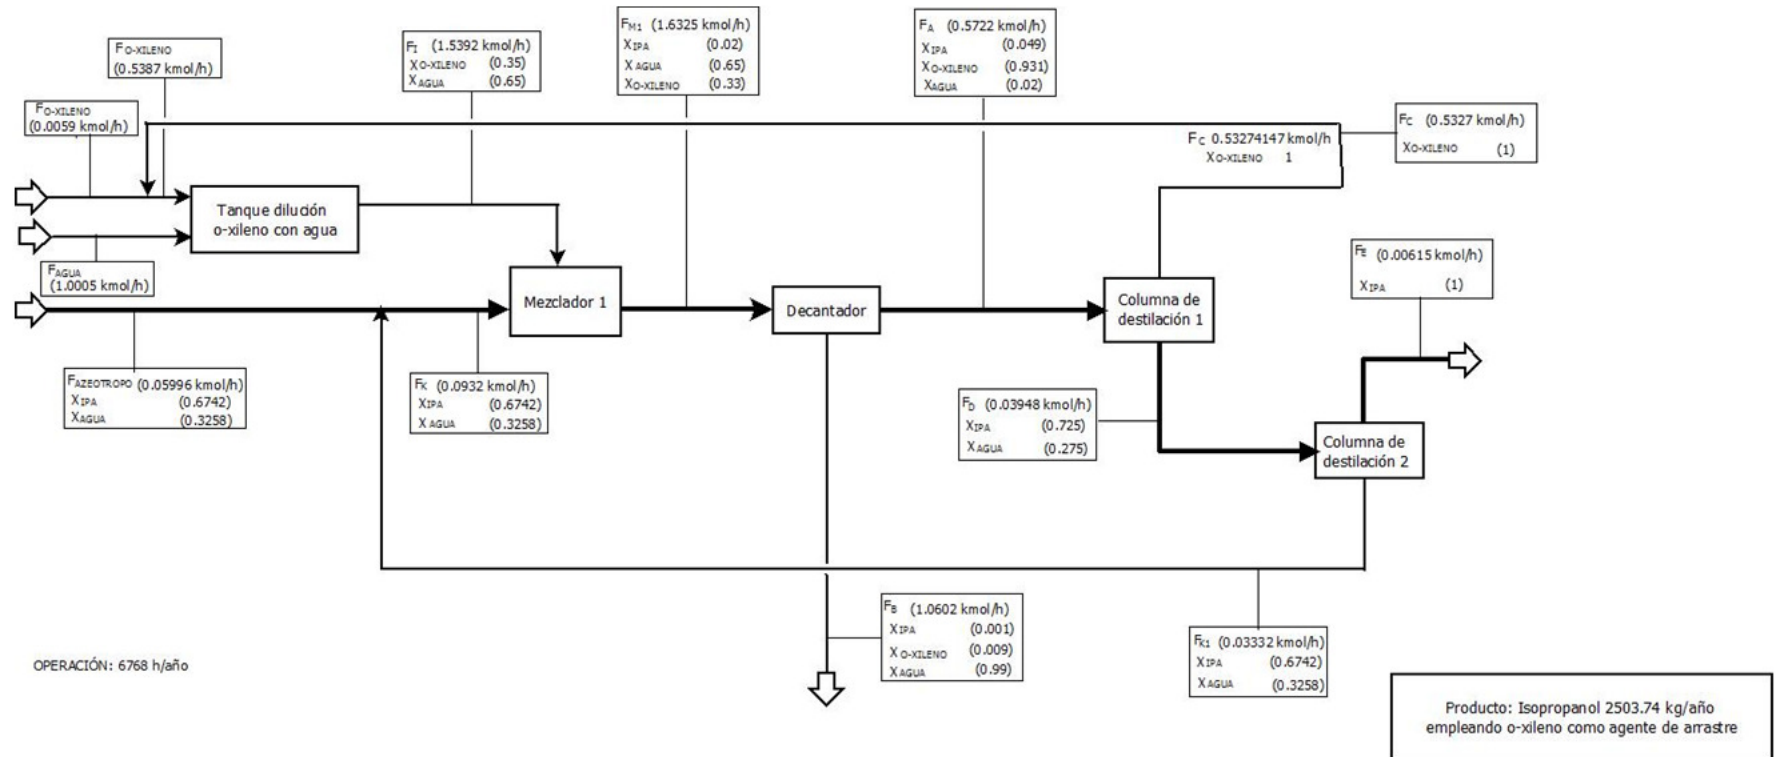 FO-XILENO
(0.5387 kmol/h)
FO-XILENO
(0.0059 kmol/h)
FI (1.5392 kmol/h)
XO-XILENO (0.35)
XAGUA (0.65)
FM1 (1.6325 kmol/h)
XIPA (0.02)
XAGUA (0.65)
XO-XILENO (0.33)
FA (0.5722 kmol/h)
XIPA (0.049)
XO-XILENO (0.931)
XAGUA (0.02)
FC 0.53274147 kmol/h
XO-XILENO 1
FC (0.5327 kmol/h)
XO-XILENO (1)
Tanque dilución
o-xileno con agua
FAGUA
(1.0005 kmol/h)
Mezclador 1
Decantador
Columna de
destilación 1
FE (0.00615 kmol/h)
XIPA (1)
FAZEOTROPO (0.05996 kmol/h)
XIPA (0.6742)
XAGUA (0.3258)
FK (0.0932 kmol/h)
XIPA (0.6742)
XAGUA (0.3258)
FD (0.03948 kmol/h)
XIPA (0.725)
XAGUA (0.275)
Columna de
destilación 2
FB (1.0602 kmol/h)
XIPA (0.001)
XO-XILENO (0.009)
XAGUA (0.99)
FK1 (0.03332 kmol/h)
XIPA (0.6742)
XAGUA (0.3258)
OPERACIÓN: 6768 h/año
Producto: Isopropanol 2503.74 kg/año
empleando o-xileno como agente de arrastre